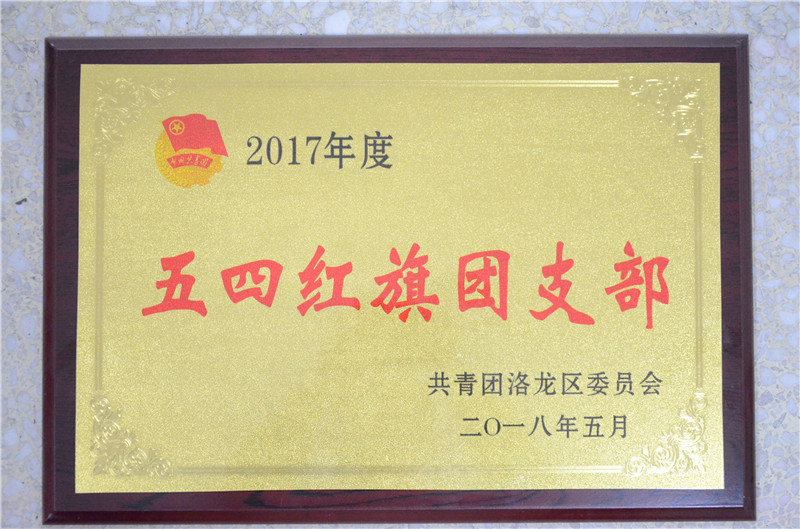 2017年度
五四红旗团支部
共青团洛龙区委员会
二〇一八年五月